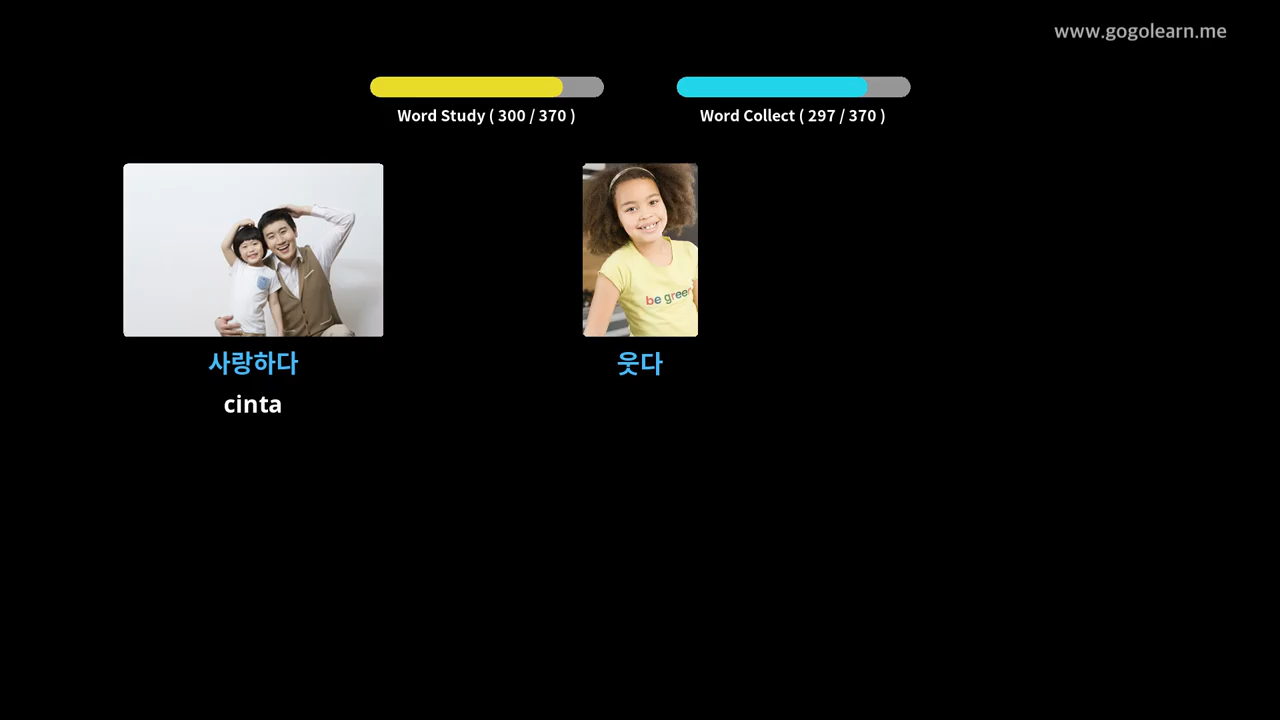 www.gogolearn.me
Word Study ( 300 / 370 )
Word Collect ( 297 / 370 )
be green
사랑하다
웃다
cinta